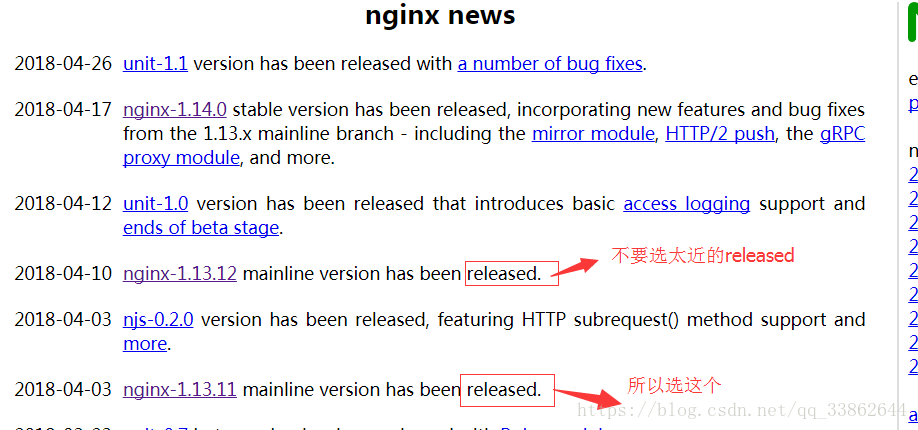 nginx news
2018-04-26 unit-1.1 version has been released with a number of bug fixes.
2018-04-17 nginx-1.14.0 stable version has been released, incorporating new features and bug fixes
from the 1.13.x mainline branch - including the mirror module, HTTP/2 push, the gRPC
proxy module, and more.
2018-04-12 unit-1.0 version has been released that introduces basic access logging support and
ends of beta stage.
2018-04-10 nginx-1.13.12 mainline version has been released.
不要选太近的released
2018-04-03 njs-0.2.0 version has been released, featuring HTTP subrequest() method support and
more.
2018-04-03 nginx-1.13.11 mainline version has been released.
所以选这个
https://blog.csdn.net/qq_33862644
e
p
n
2
2
2
2
2
2
2
2
2
a